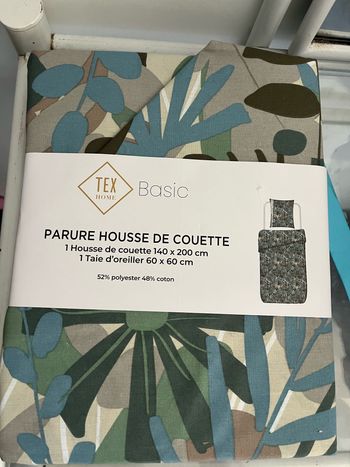 TEX
HOME
Basic
PARURE HOUSSE DE COUETTE
1 Housse de couette 140 x 200 cm
1 Taie d'oreiller 60 x 60 cm
52% polyester 48% coton